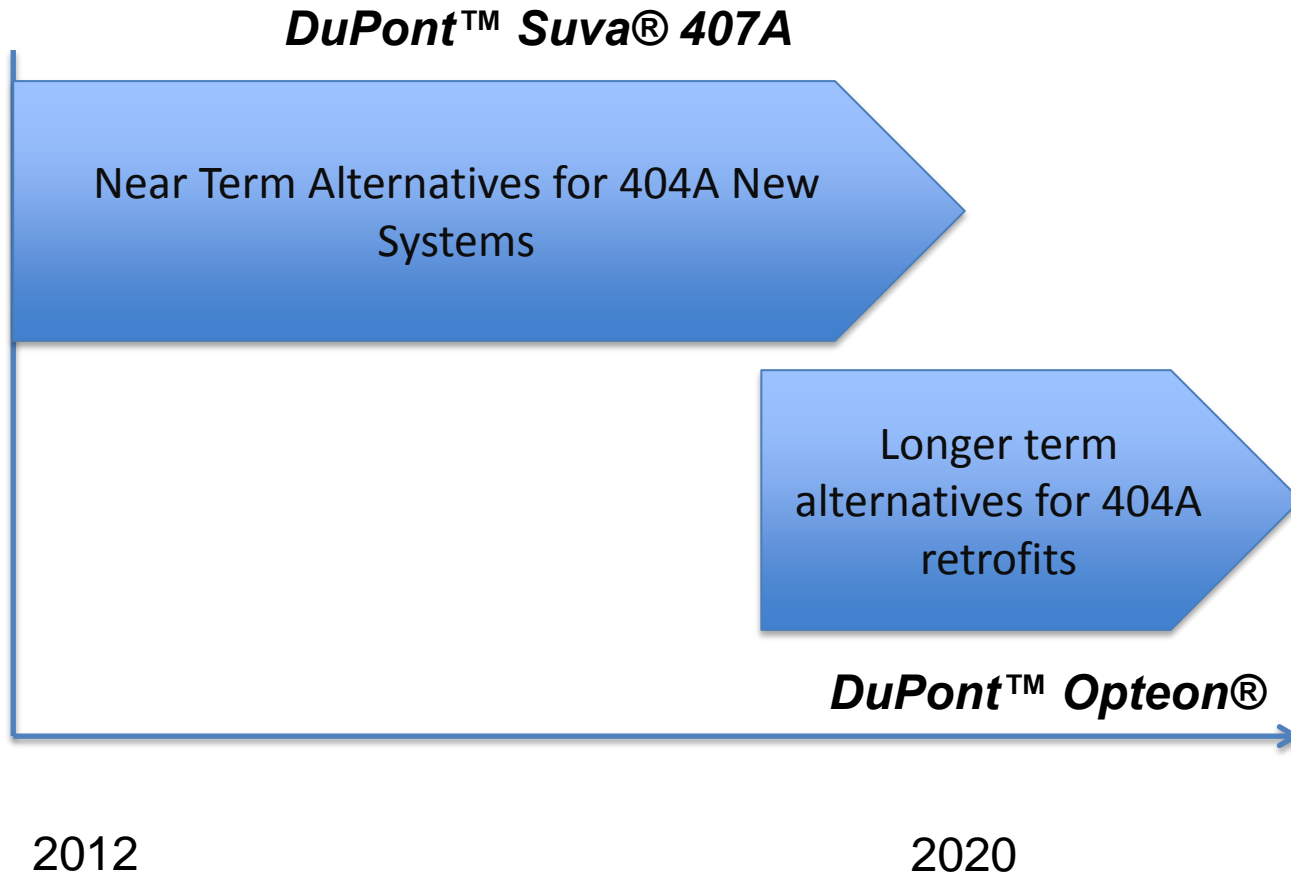 DuPont™ Suva® 407A
Near Term Alternatives for 404A New
Systems
Longer term
alternatives for 404A
retrofits
DuPont™ Opteon®
2012
2020